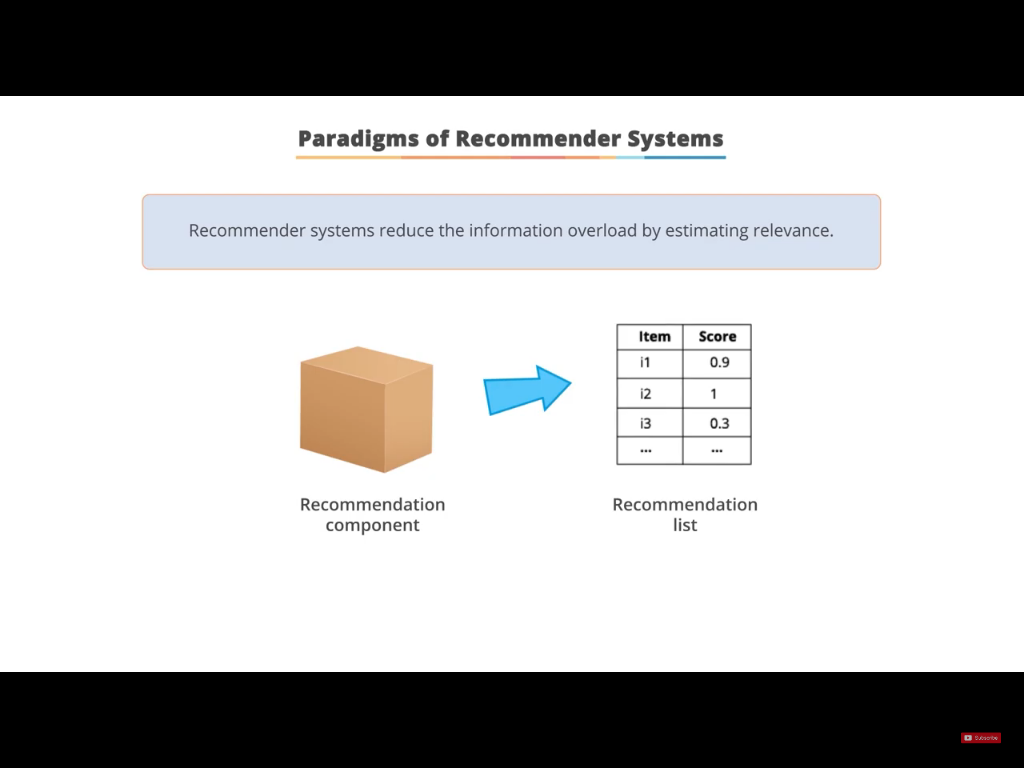 Paradigms of Recommender Systems
Recommender systems reduce the information overload by estimating relevance.
Item Score
i1 0.9
i2 1
i3 0.3
... ...
Recommendation
component
Recommendation
list
Subscribe